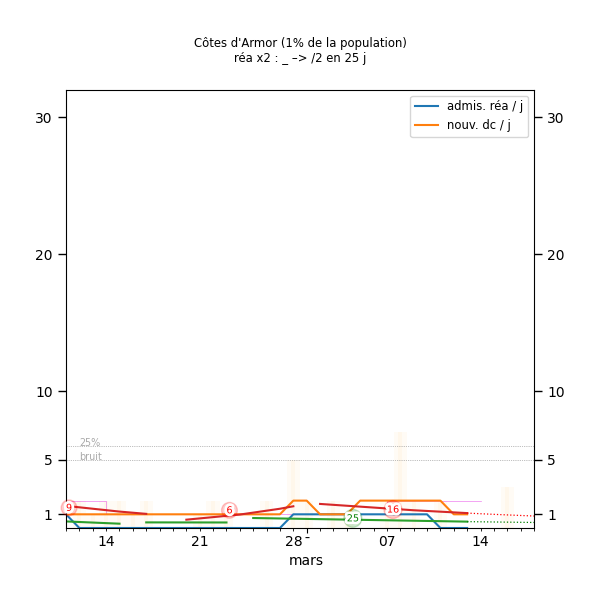 Côtes d'Armor (1% de la population)
réa x2 : _ –> /2 en 25 j
admis. réa / j
nouv. dc / j
30 30
20 20
10 10
25%
bruit
5 5
9 6 16
25
1 1
14 21 28 07 14
mars